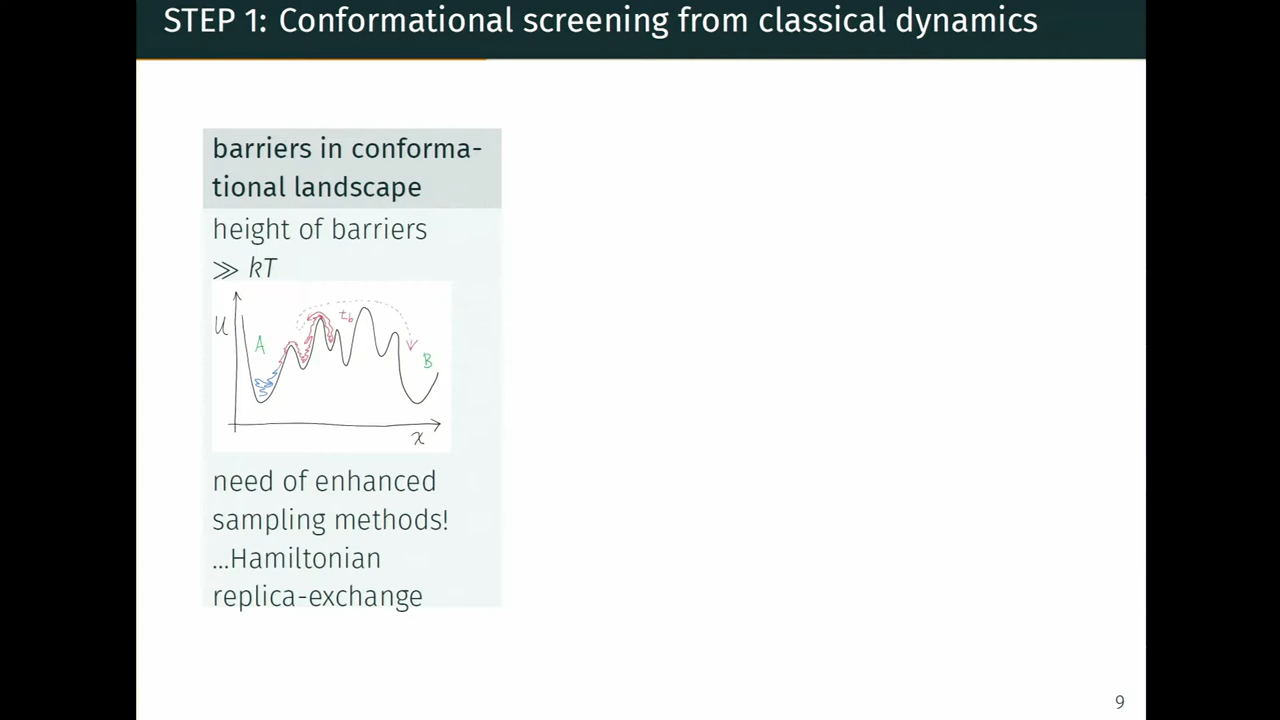 STEP 1: Conformational screening from classical dynamics
barriers in conforma-
tional landscape
height of barriers
≫ kT
U
A
t_b
B
x
need of enhanced
sampling methods!
...Hamiltonian
replica-exchange
9